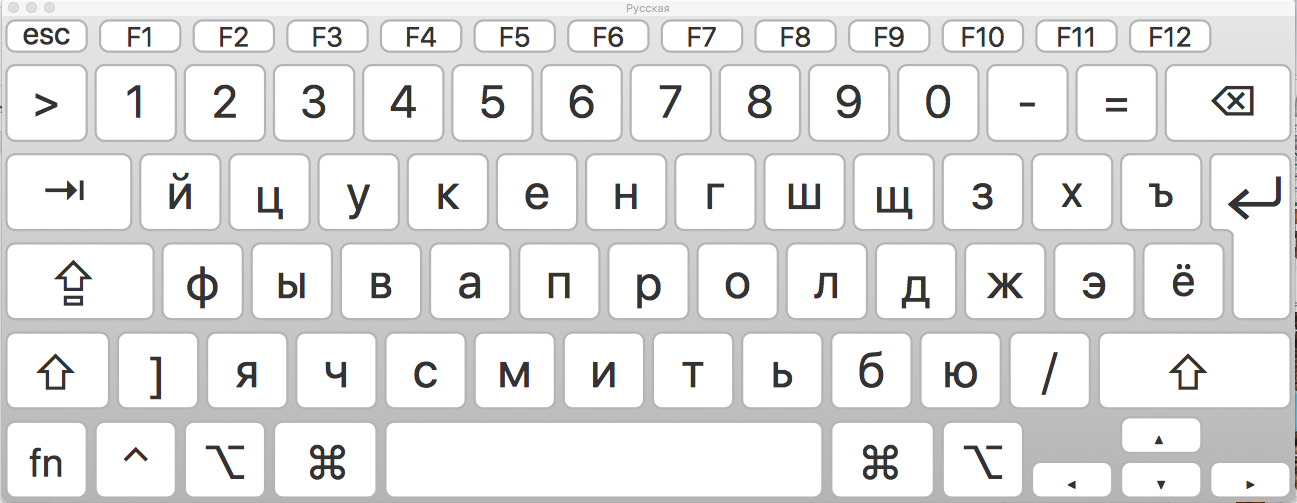 Русская
esc F1 F2 F3 F4 F5 F6 F7 F8 F9 F10 F11 F12
> 1 2 3 4 5 6 7 8 9 0 - =
й ц у к е н г ш щ з х ъ
ф ы в а п р о л д ж э ё
] я ч с м и т ь б ю /
fn ^ ⌥ ⌘ ⌘ ⌥